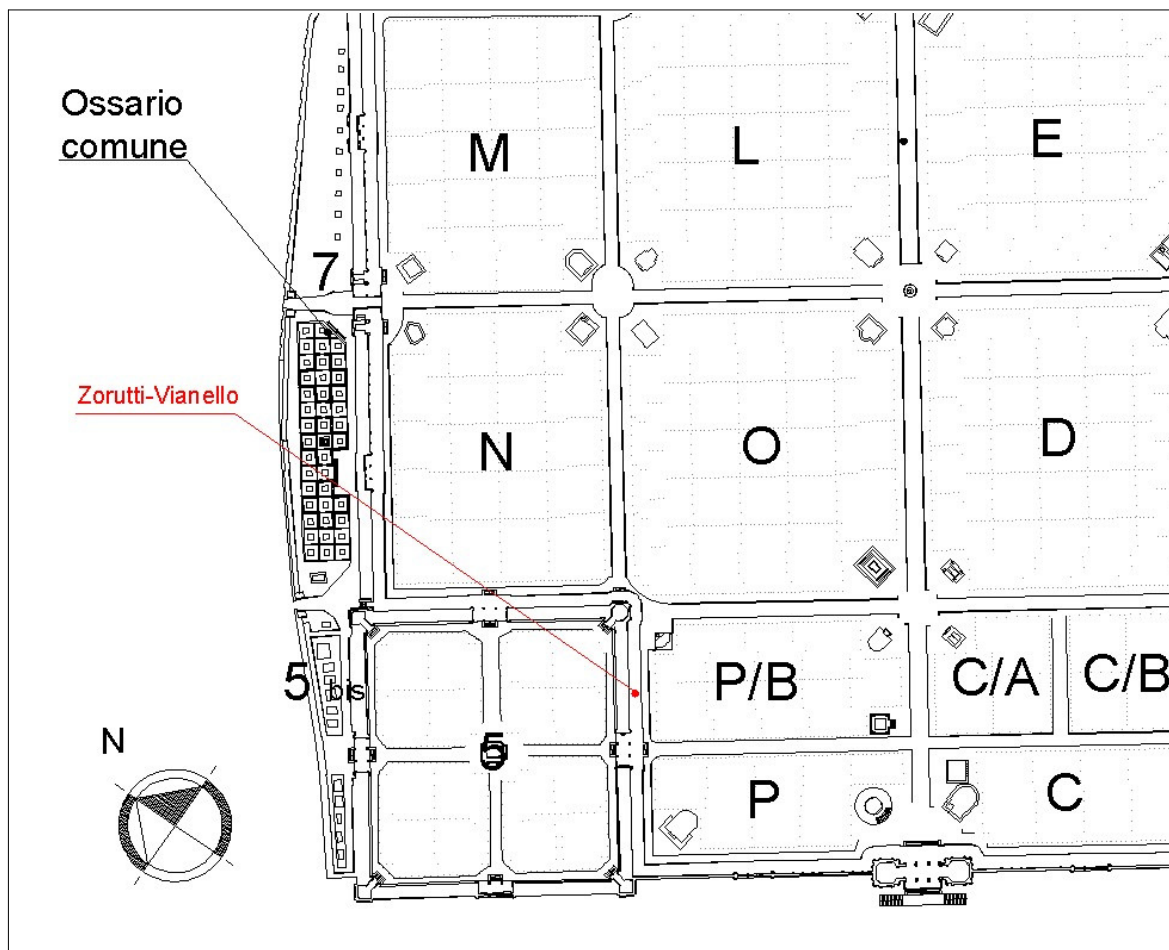 Ossario
comune
M
L
E
7
Zorutti-Vianello
N
O
D
5 bis
P/B
C/A
C/B
N
5
P
C